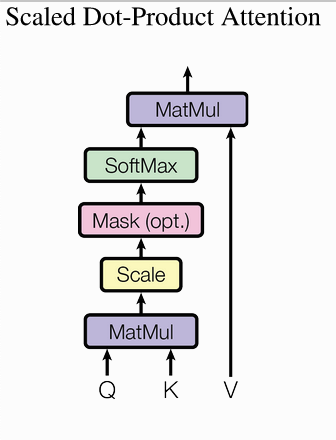 Scaled Dot-Product Attention
MatMul
SoftMax
Mask (opt.)
Scale
MatMul
Q K V